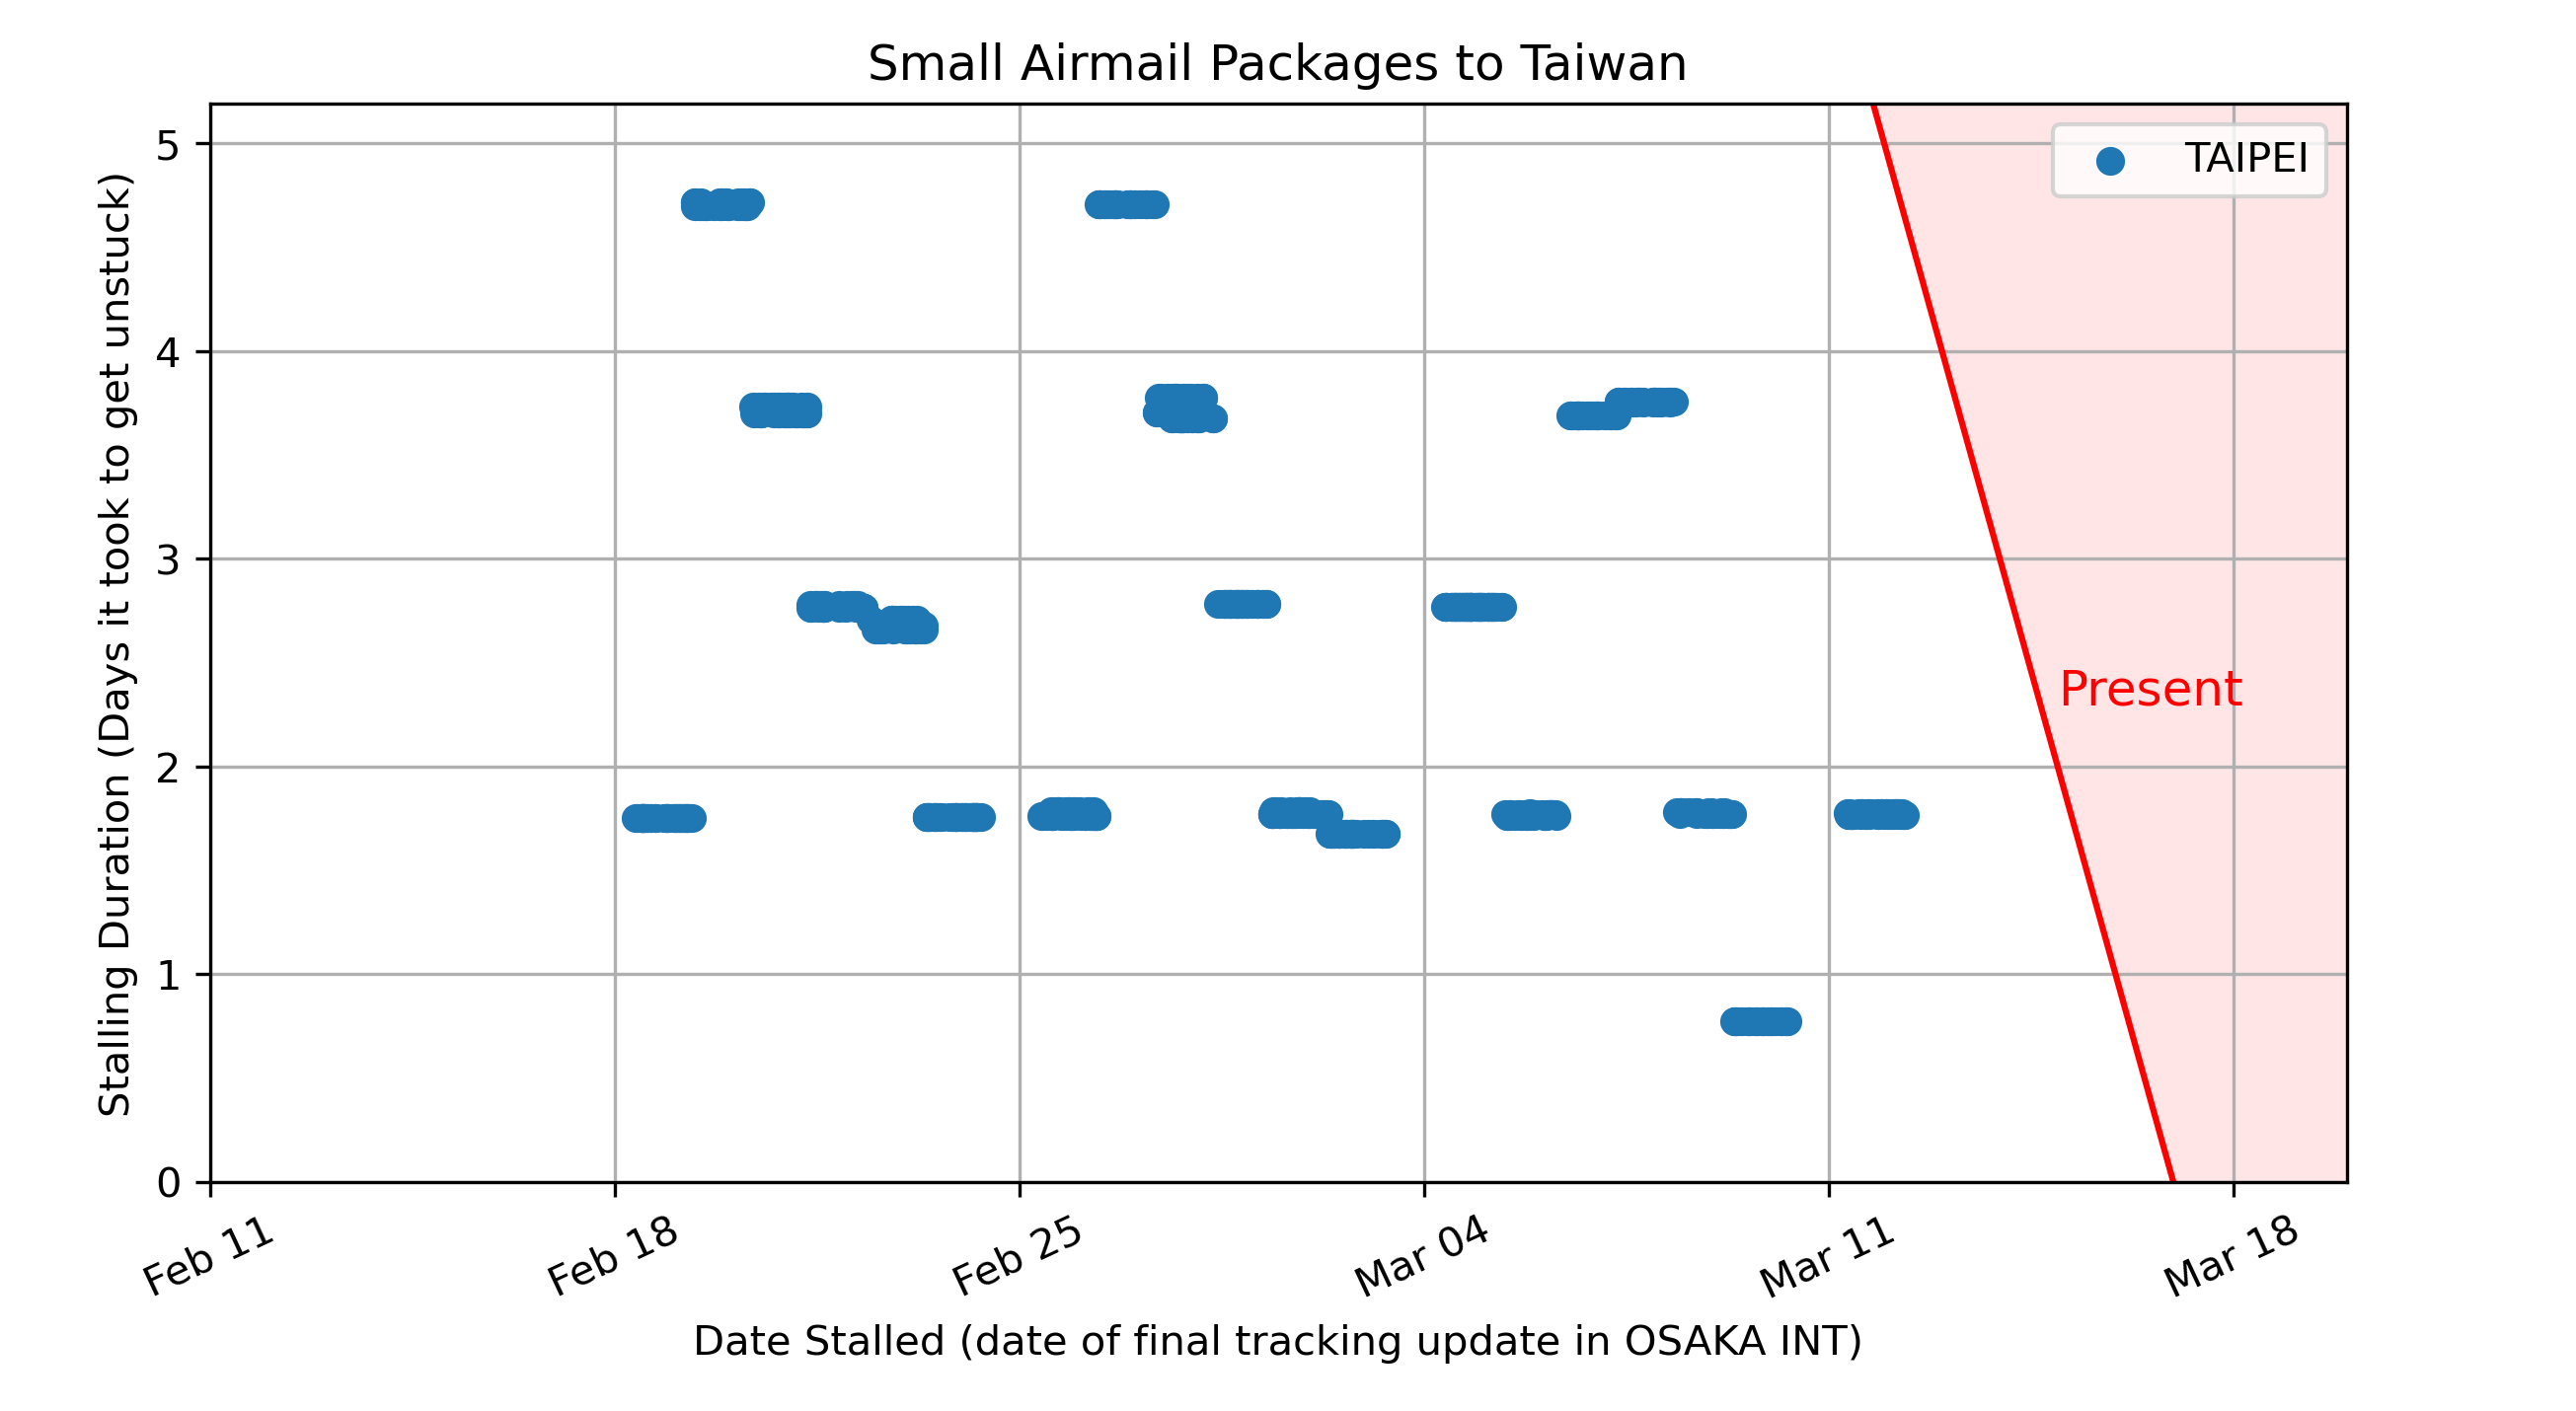 Small Airmail Packages to Taiwan
TAIPEI
Present
Stalling Duration (Days it took to get unstuck)
5
4
3
2
1
0
Feb 11
Feb 18
Feb 25
Mar 04
Mar 11
Mar 18
Date Stalled (date of final tracking update in OSAKA INT)